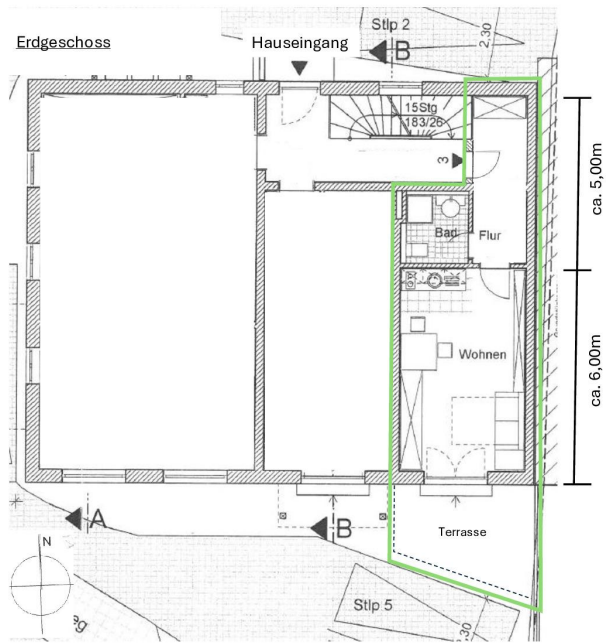 Stlp 2
2,30
Erdgeschoss
Hauseingang
B
15Stg
183/26
3
ca. 5,00m
Bad
Flur
Wohnen
ca. 6,00m
A
B
Terrasse
N
Stlp 5
2,30
eg